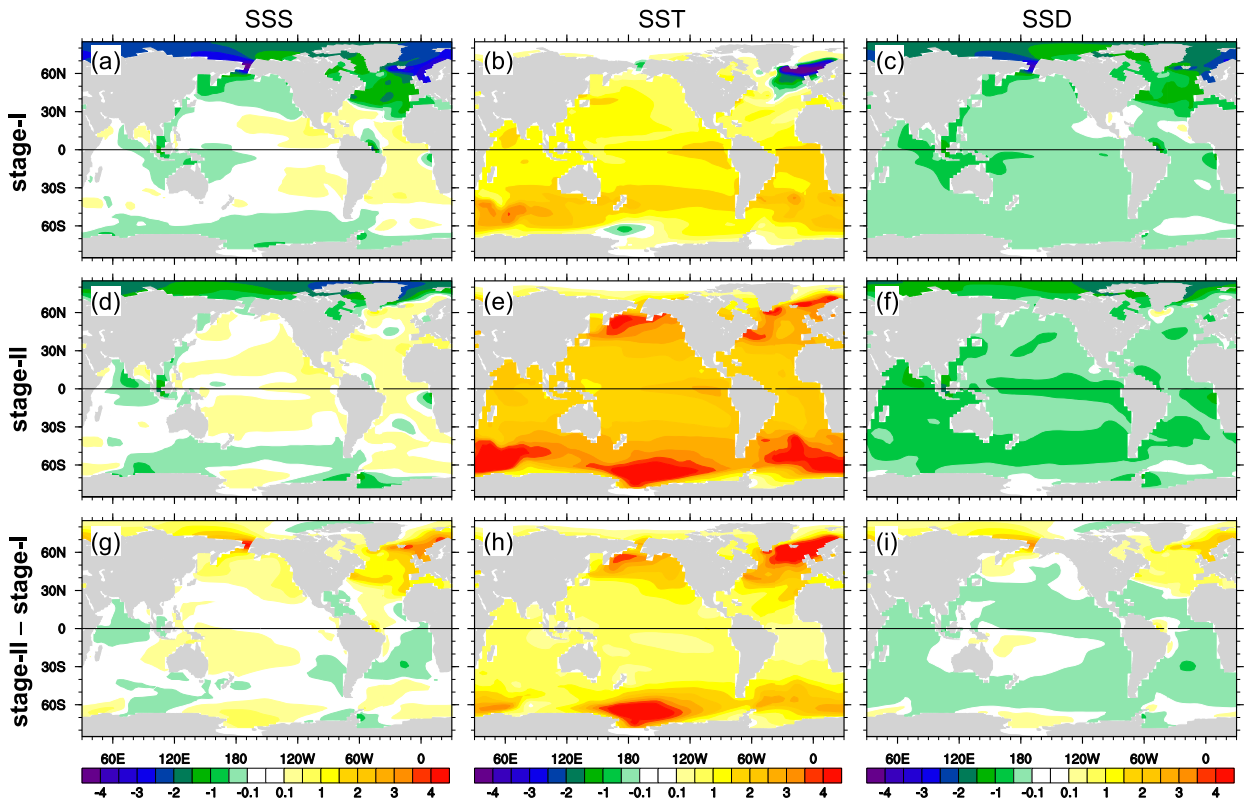 SSS SST SSD
stage-I
(a) (b) (c)
60N
30N
0
30S
60S
stage-II
(d) (e) (f)
60N
30N
0
30S
60S
stage-II – stage-I
(g) (h) (i)
60N
30N
0
30S
60S
60E 120E 180 120W 60W 0 60E 120E 180 120W 60W 0 60E 120E 180 120W 60W 0
-4 -3 -2 -1 -0.1 0.1 1 2 3 4 -4 -3 -2 -1 -0.1 0.1 1 2 3 4 -4 -3 -2 -1 -0.1 0.1 1 2 3 4